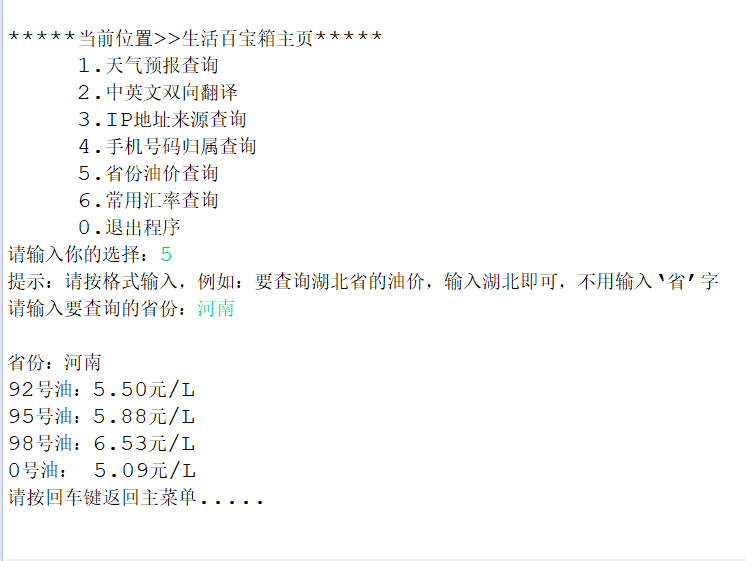 *****当前位置>>生活百宝箱主页*****
1.天气预报查询
2.中英文双向翻译
3.IP地址来源查询
4.手机号码归属查询
5.省份油价查询
6.常用汇率查询
0.退出程序
请输入你的选择：5
提示：请按格式输入，例如：要查询湖北省的油价，输入湖北即可，不用输入‘省’字
请输入要查询的省份：河南
省份：河南
92号油：5.50元/L
95号油：5.88元/L
98号油：6.53元/L
0号油： 5.09元/L
请按回车键返回主菜单.....